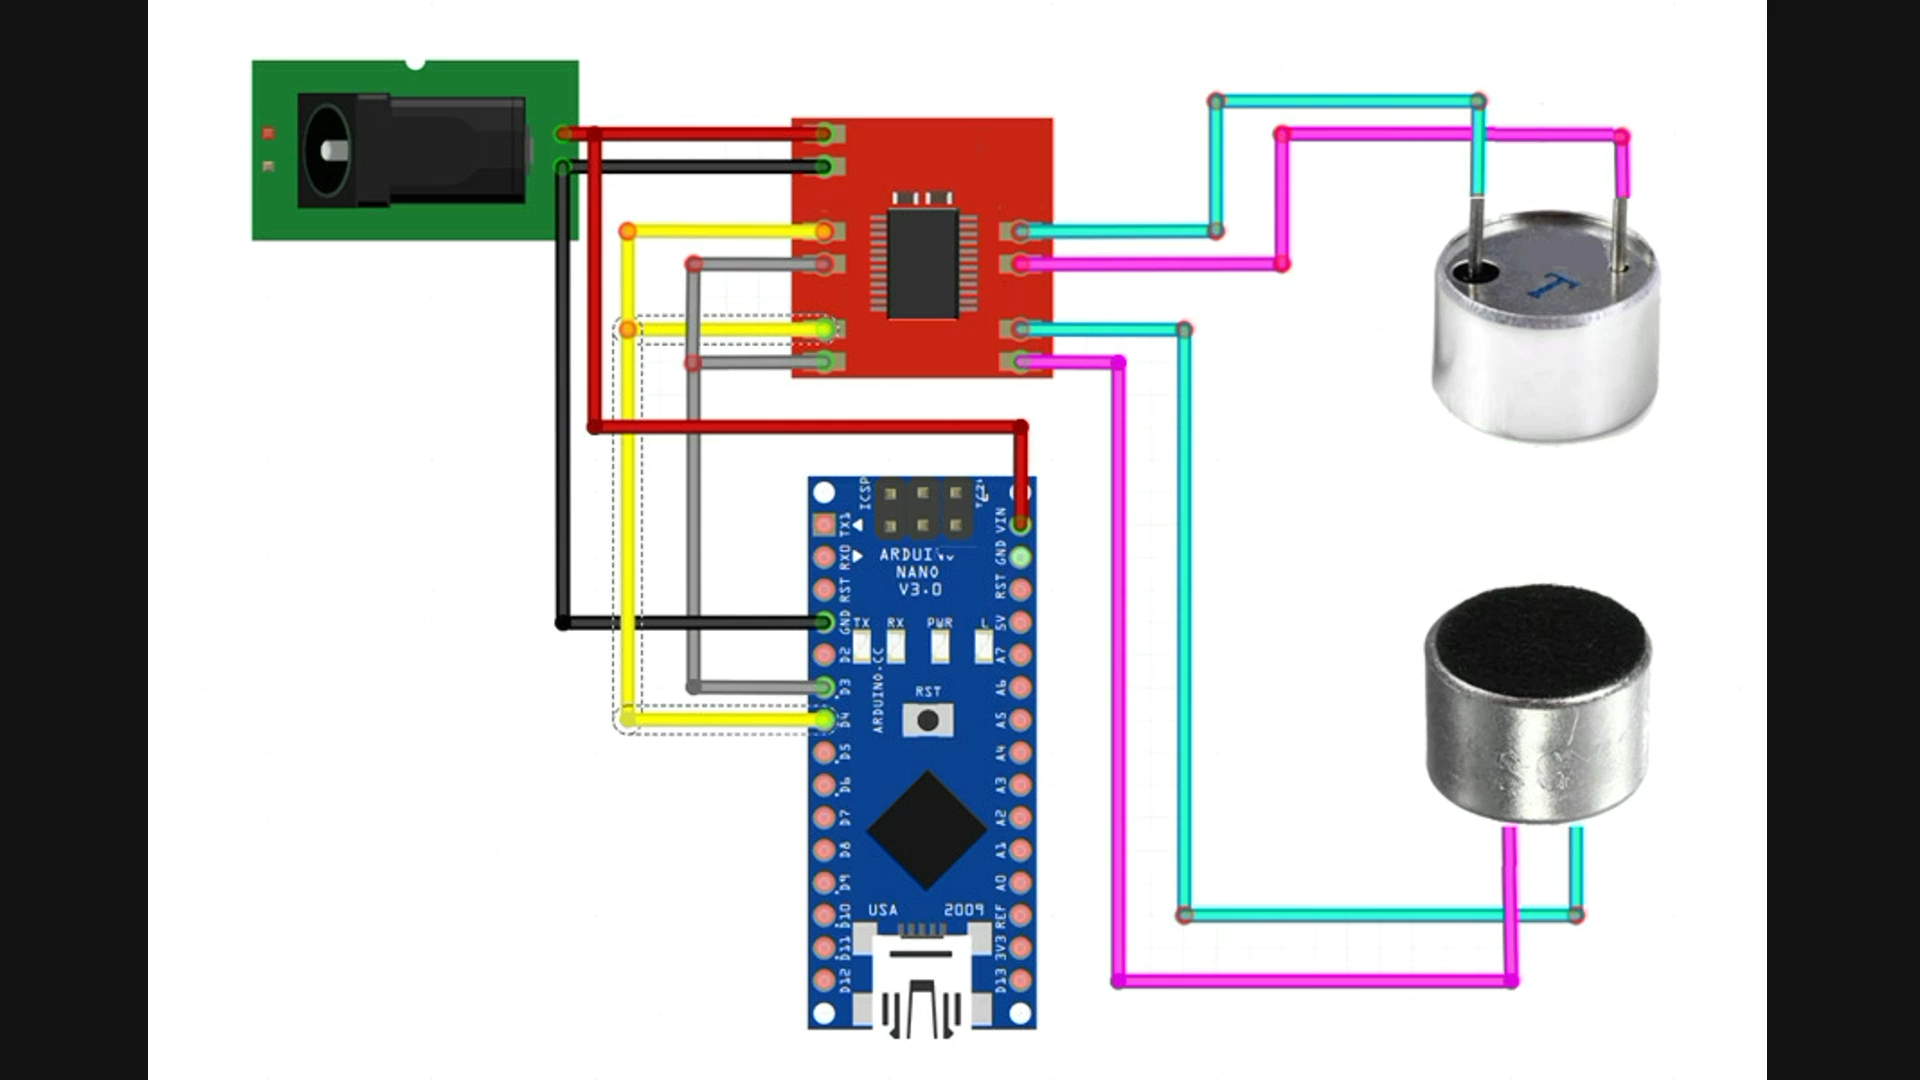 T
ICSP
TX1
RX0
RST
GND
D2
D3
D4
D5
D6
D7
D8
D9
D10
D11
D12
ARDUINO
NANO
V3.0
TX RX PWR L
ARDUINO.CC
RST
USA 2009
VIN
GND
RST
5V
A7
A6
A5
A4
A3
A2
A1
A0
REF
3V3
D13